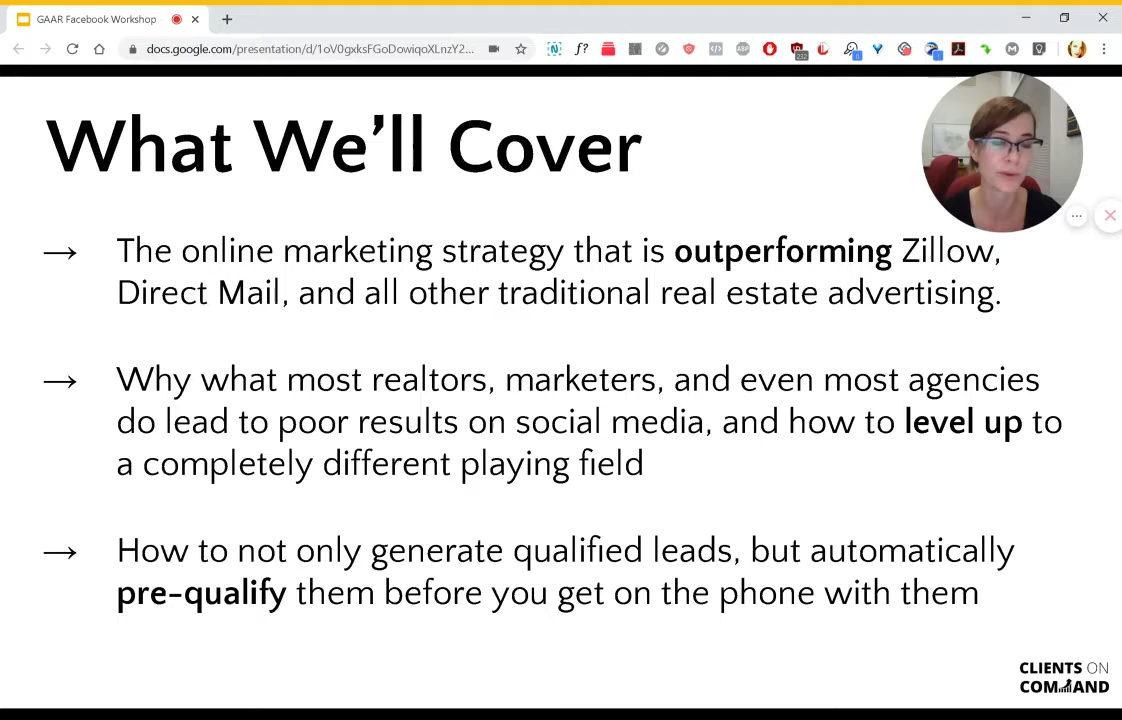 GAAR Facebook Workshop
docs.google.com/presentation/d/1oV0gxksFGoDowiqoXLnzY2...
What We'll Cover
→ The online marketing strategy that is outperforming Zillow,
Direct Mail, and all other traditional real estate advertising.
→ Why what most realtors, marketers, and even most agencies
do lead to poor results on social media, and how to level up to
a completely different playing field
→ How to not only generate qualified leads, but automatically
pre-qualify them before you get on the phone with them
CLIENTS ON
COMMAND